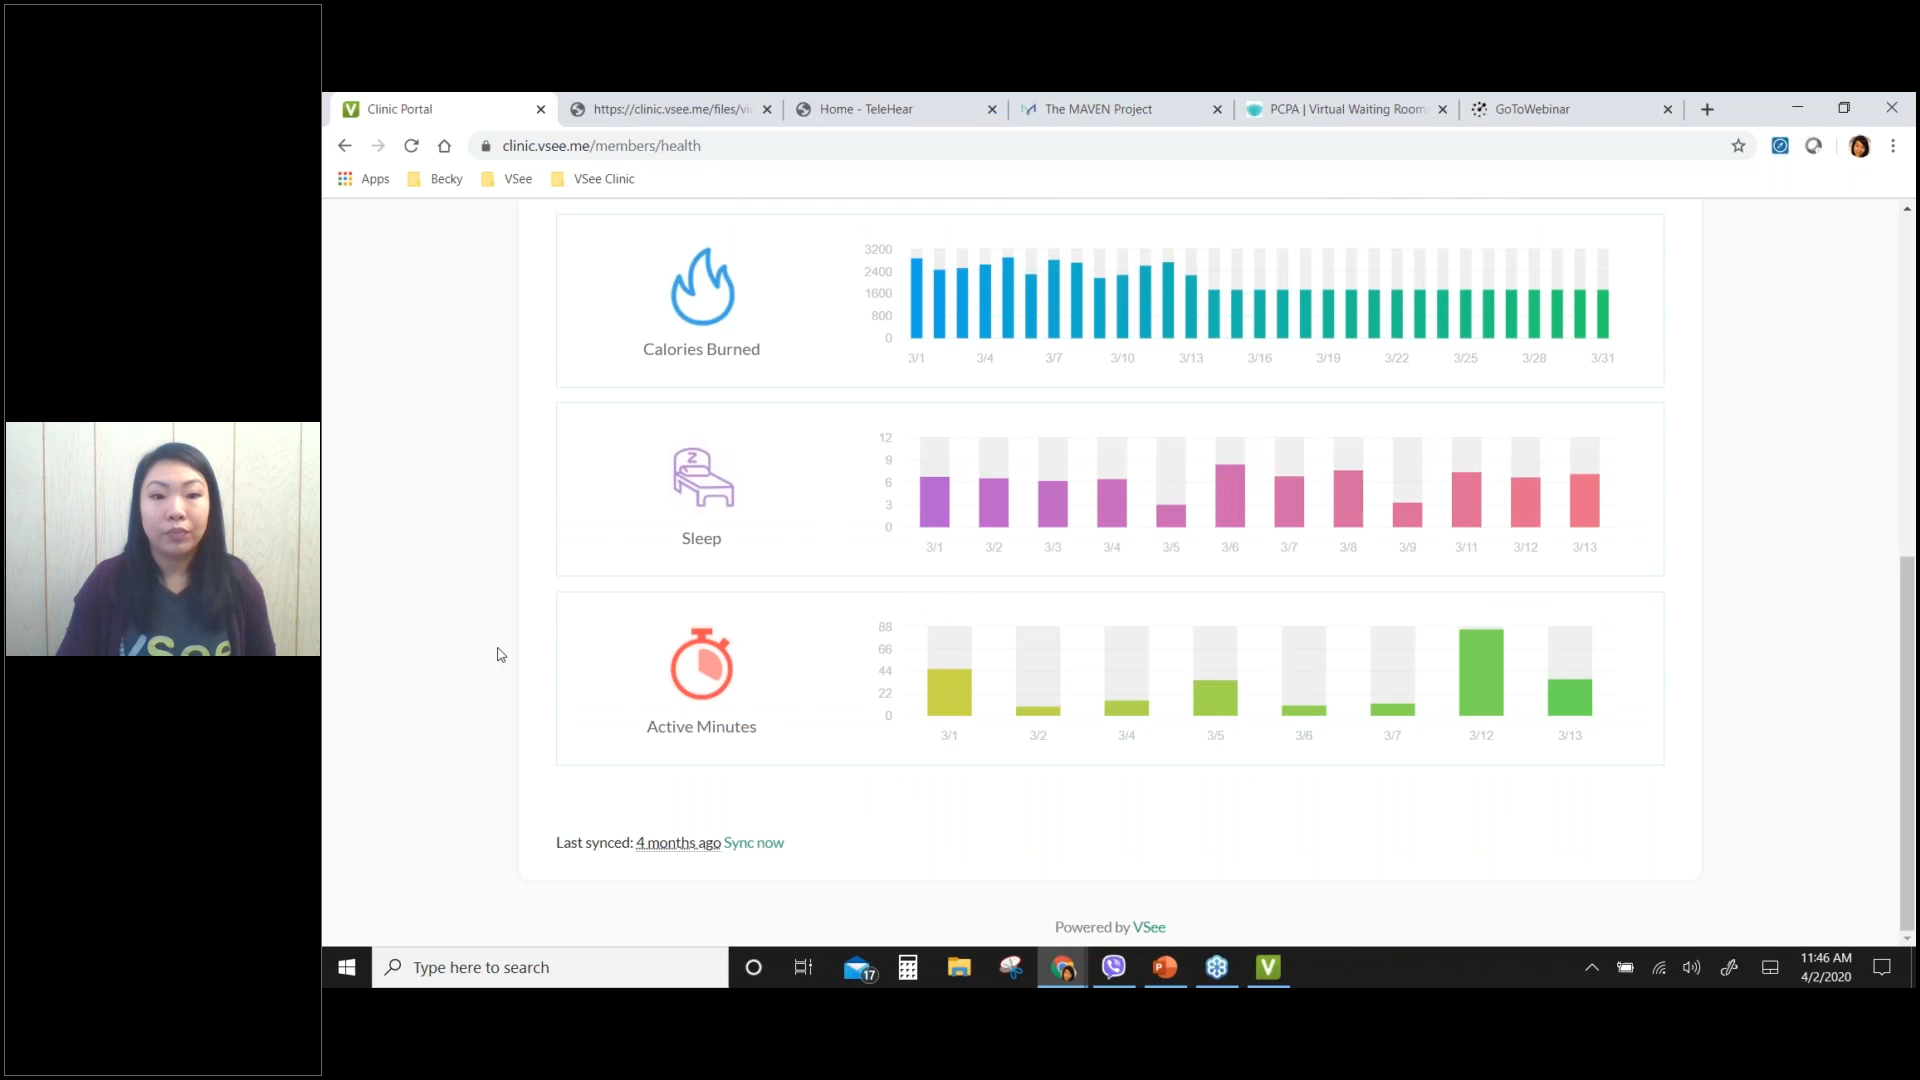 Clinic Portal
https://clinic.vsee.me/files/vie
Home - TeleHear
The MAVEN Project
PCPA | Virtual Waiting Room
GoToWebinar
clinic.vsee.me/members/health
Apps
Becky
VSee
VSee Clinic
Calories Burned
3200
2400
1600
800
0
3/1 3/4 3/7 3/10 3/13 3/16 3/19 3/22 3/25 3/28 3/31
Sleep
12
9
6
3
0
3/1 3/2 3/3 3/4 3/5 3/6 3/7 3/8 3/9 3/11 3/12 3/13
Active Minutes
88
66
44
22
0
3/1 3/2 3/4 3/5 3/6 3/7 3/12 3/13
Last synced: 4 months ago Sync now
Powered by VSee
VSee
Type here to search
17
11:46 AM
4/2/2020